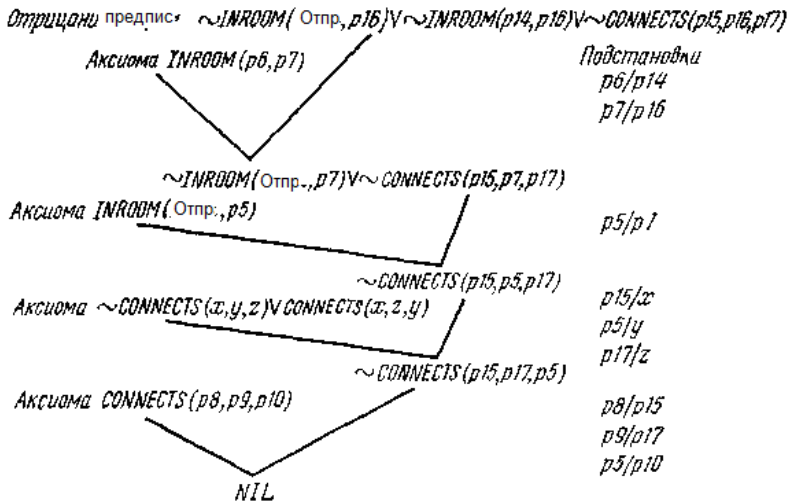 Отрицани предпис. ~INROOM( Отпр.,p16)V~INROOM(p14,p16)V~CONNECTS(p15,p16,p17)
Аксиома INROOM(p6,p7)
Подстановки
p6/p14
p7/p16
~INROOM(Отпр.,p7)V~CONNECTS(p15,p7,p17)
Аксиома INROOM(Отпр.,p5)
p5/p7
~CONNECTS(p15,p5,p17)
Аксиома ~CONNECTS(x,y,z)V CONNECTS(x,z,y)
p15/x
p5/y
p17/z
~CONNECTS(p15,p17,p5)
Аксиома CONNECTS(p8,p9,p10)
p8/p15
p9/p17
p5/p10
NIL